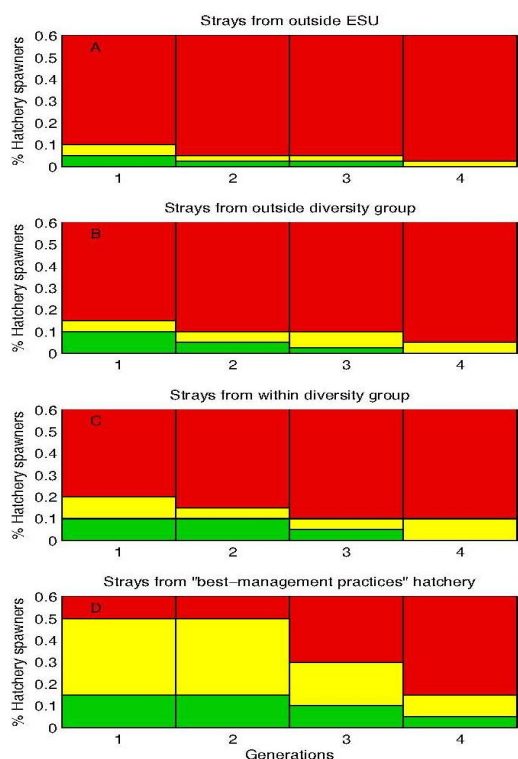 Strays from outside ESU
A
% Hatchery spawners
0.6
0.5
0.4
0.3
0.2
0.1
0
1 2 3 4
Strays from outside diversity group
B
% Hatchery spawners
0.6
0.5
0.4
0.3
0.2
0.1
0
1 2 3 4
Strays from within diversity group
C
% Hatchery spawners
0.6
0.5
0.4
0.3
0.2
0.1
0
1 2 3 4
Strays from "best−management practices" hatchery
D
% Hatchery spawners
0.6
0.5
0.4
0.3
0.2
0.1
0
1 2 3 4
Generations